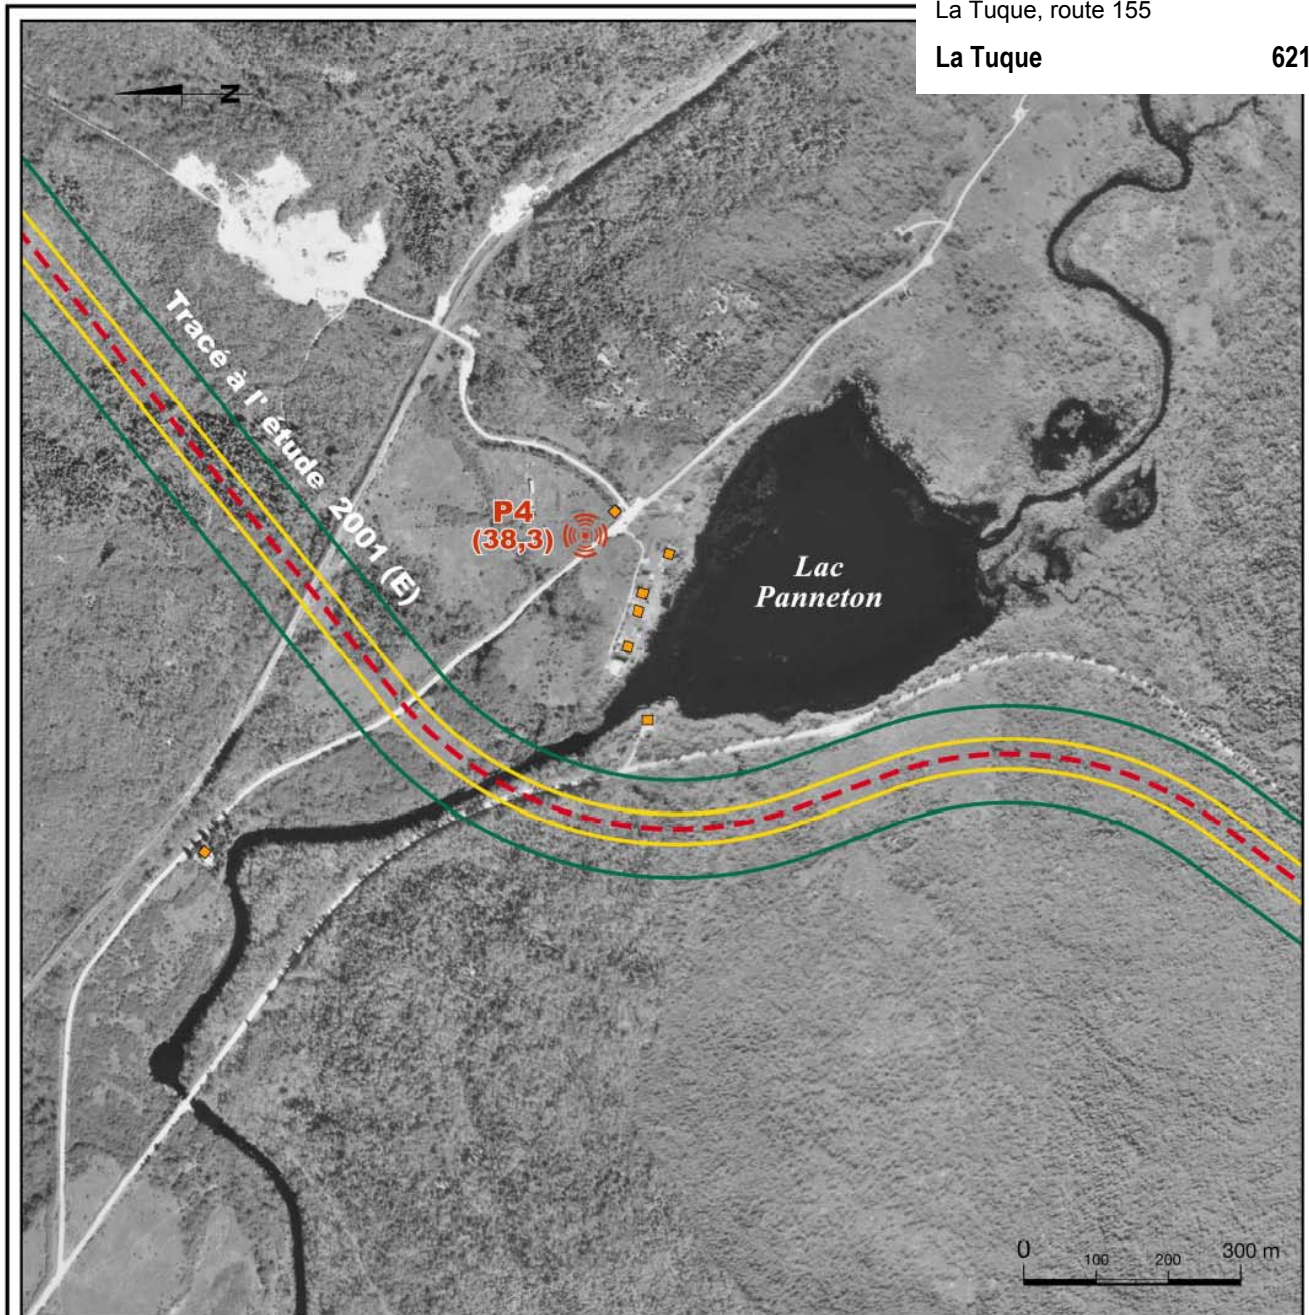 La Tuque, route 155
La Tuque 621
N
Tracé à l'étude 2001 (E)
P4
(38,3)
Lac
Panneton
0 100 200 300 m